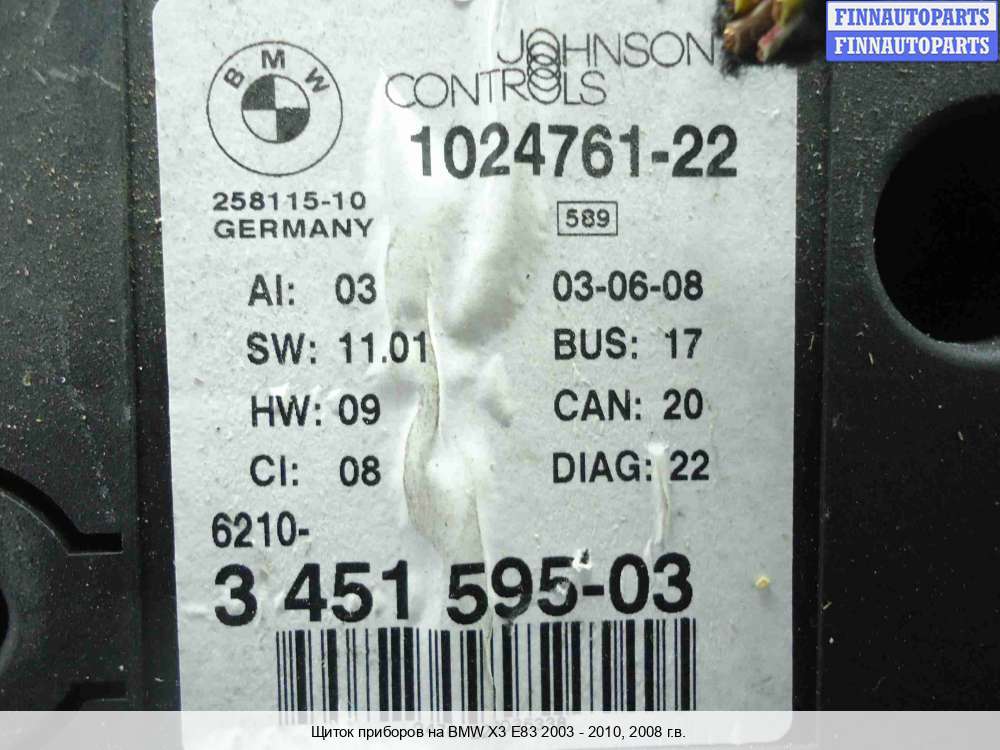 FINNAUTOPARTS
FINNAUTOPARTS
BMW
JOHNSON
CONTROLS
1024761-22
258115-10
GERMANY
589
AI: 03
03-06-08
SW: 11.01
BUS: 17
HW: 09
CAN: 20
CI: 08
DIAG: 22
6210-
3 451 595-03
Щиток приборов на BMW X3 E83 2003 - 2010, 2008 г.в.